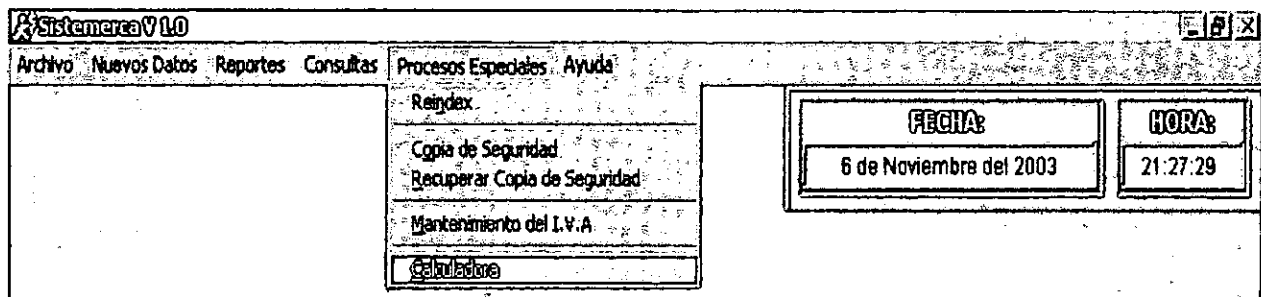 Sistemerca V 1.0
Archivo Nuevos Datos Reportes Consultas Procesos Especiales Ayuda
Reindex
Copia de Seguridad
Recuperar Copia de Seguridad
Mantenimiento del I.V.A
Calculadora
FECHA: HORA:
6 de Noviembre del 2003 21:27:29